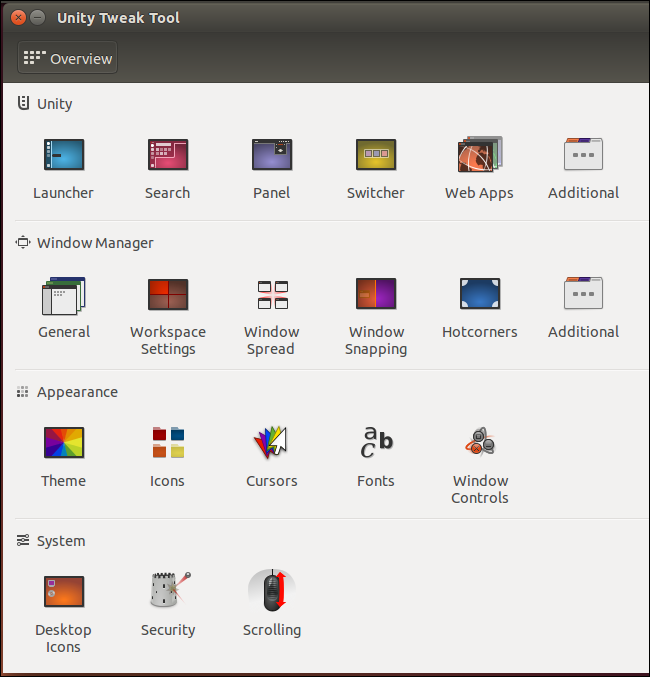 Unity Tweak Tool
Overview
Unity
Launcher Search Panel Switcher Web Apps Additional
Window Manager
General Workspace Settings Window Spread Window Snapping Hotcorners Additional
Appearance
Theme Icons Cursors Fonts Window Controls
System
Desktop Icons Security Scrolling